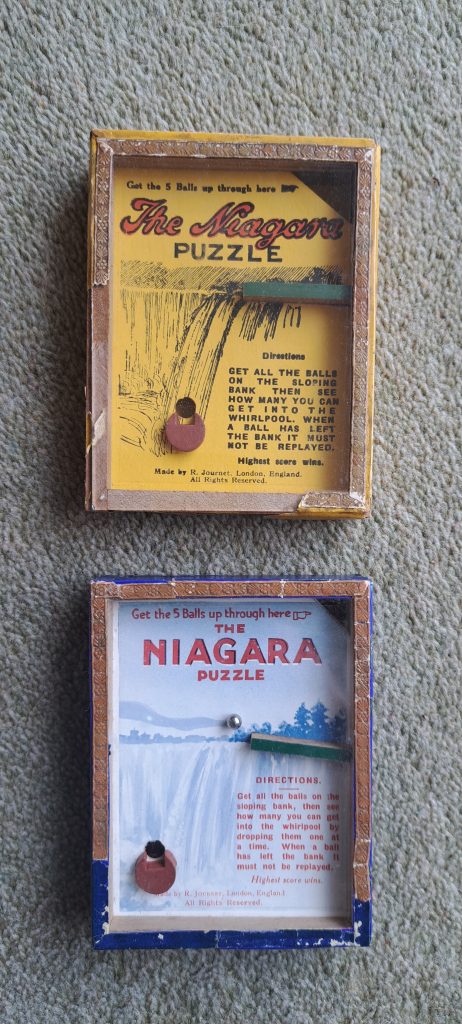 Get the 5 Balls up through here
The Niagara
PUZZLE
Directions
GET ALL THE BALLS
ON THE SLOPING
BANK THEN SEE
HOW MANY YOU CAN
GET INTO THE
WHIRLPOOL. WHEN
A BALL HAS LEFT
THE BANK IT MUST
NOT BE REPLAYED.
Highest score wins.
Made by R. Journet, London, England.
All Rights Reserved.
Get the 5 Balls up through here
THE
NIAGARA
PUZZLE
DIRECTIONS.
Get all the balls on the
sloping bank, then see
how many you can get
into the whirlpool by
dropping them one at
a time. When a ball
has left the bank it
must not be replayed.
Highest score wins.
Made by R. Journet, London, England
All Rights Reserved.